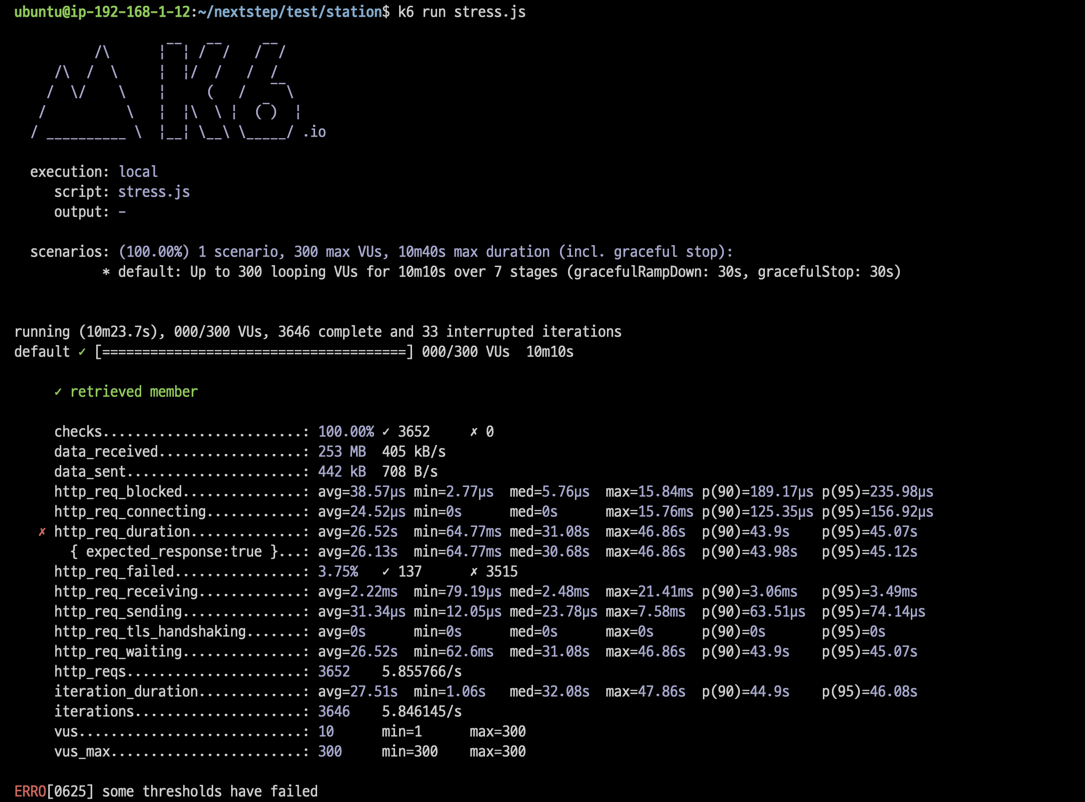 ubuntu@ip-192-168-1-12:~/nextstep/test/station$ k6 run stress.js
          /\      |‾‾| /‾‾/   /‾‾/
     /\  /  \     |  |/  /   /  /
    /  \/    \    |     (   /   ‾‾\
   /          \   |  |\  \ |  (‾)  |
  / __________ \  |__| \__\ \_____/ .io
execution: local
script: stress.js
output: -
scenarios: (100.00%) 1 scenario, 300 max VUs, 10m40s max duration (incl. graceful stop):
* default: Up to 300 looping VUs for 10m10s over 7 stages (gracefulRampDown: 30s, gracefulStop: 30s)
running (10m23.7s), 000/300 VUs, 3646 complete and 33 interrupted iterations
default ✓ [======================================] 000/300 VUs  10m10s
✓ retrieved member
checks.........................: 100.00% ✓ 3652     ✗ 0
data_received..................: 253 MB  405 kB/s
data_sent......................: 442 kB  708 B/s
http_req_blocked...............: avg=38.57µs min=2.77µs  med=5.76µs  max=15.84ms p(90)=189.17µs p(95)=235.98µs
http_req_connecting............: avg=24.52µs min=0s      med=0s      max=15.76ms p(90)=125.35µs p(95)=156.92µs
✗ http_req_duration..............: avg=26.52s  min=64.77ms med=31.08s  max=46.86s  p(90)=43.9s    p(95)=45.07s
{ expected_response:true }...: avg=26.13s  min=64.77ms med=30.68s  max=46.86s  p(90)=43.98s   p(95)=45.12s
http_req_failed................: 3.75%   ✓ 137      ✗ 3515
http_req_receiving.............: avg=2.22ms  min=79.19µs med=2.48ms  max=21.41ms p(90)=3.06ms   p(95)=3.49ms
http_req_sending...............: avg=31.34µs min=12.05µs med=23.78µs max=7.58ms  p(90)=63.51µs  p(95)=74.14µs
http_req_tls_handshaking.......: avg=0s      min=0s      med=0s      max=0s      p(90)=0s       p(95)=0s
http_req_waiting...............: avg=26.52s  min=62.6ms  med=31.08s  max=46.86s  p(90)=43.9s    p(95)=45.07s
http_reqs......................: 3652    5.855766/s
iteration_duration.............: avg=27.51s  min=1.06s   med=32.08s  max=47.86s  p(90)=44.9s    p(95)=46.08s
iterations.....................: 3646    5.846145/s
vus............................: 10      min=1      max=300
vus_max........................: 300     min=300    max=300
ERRO[0625] some thresholds have failed